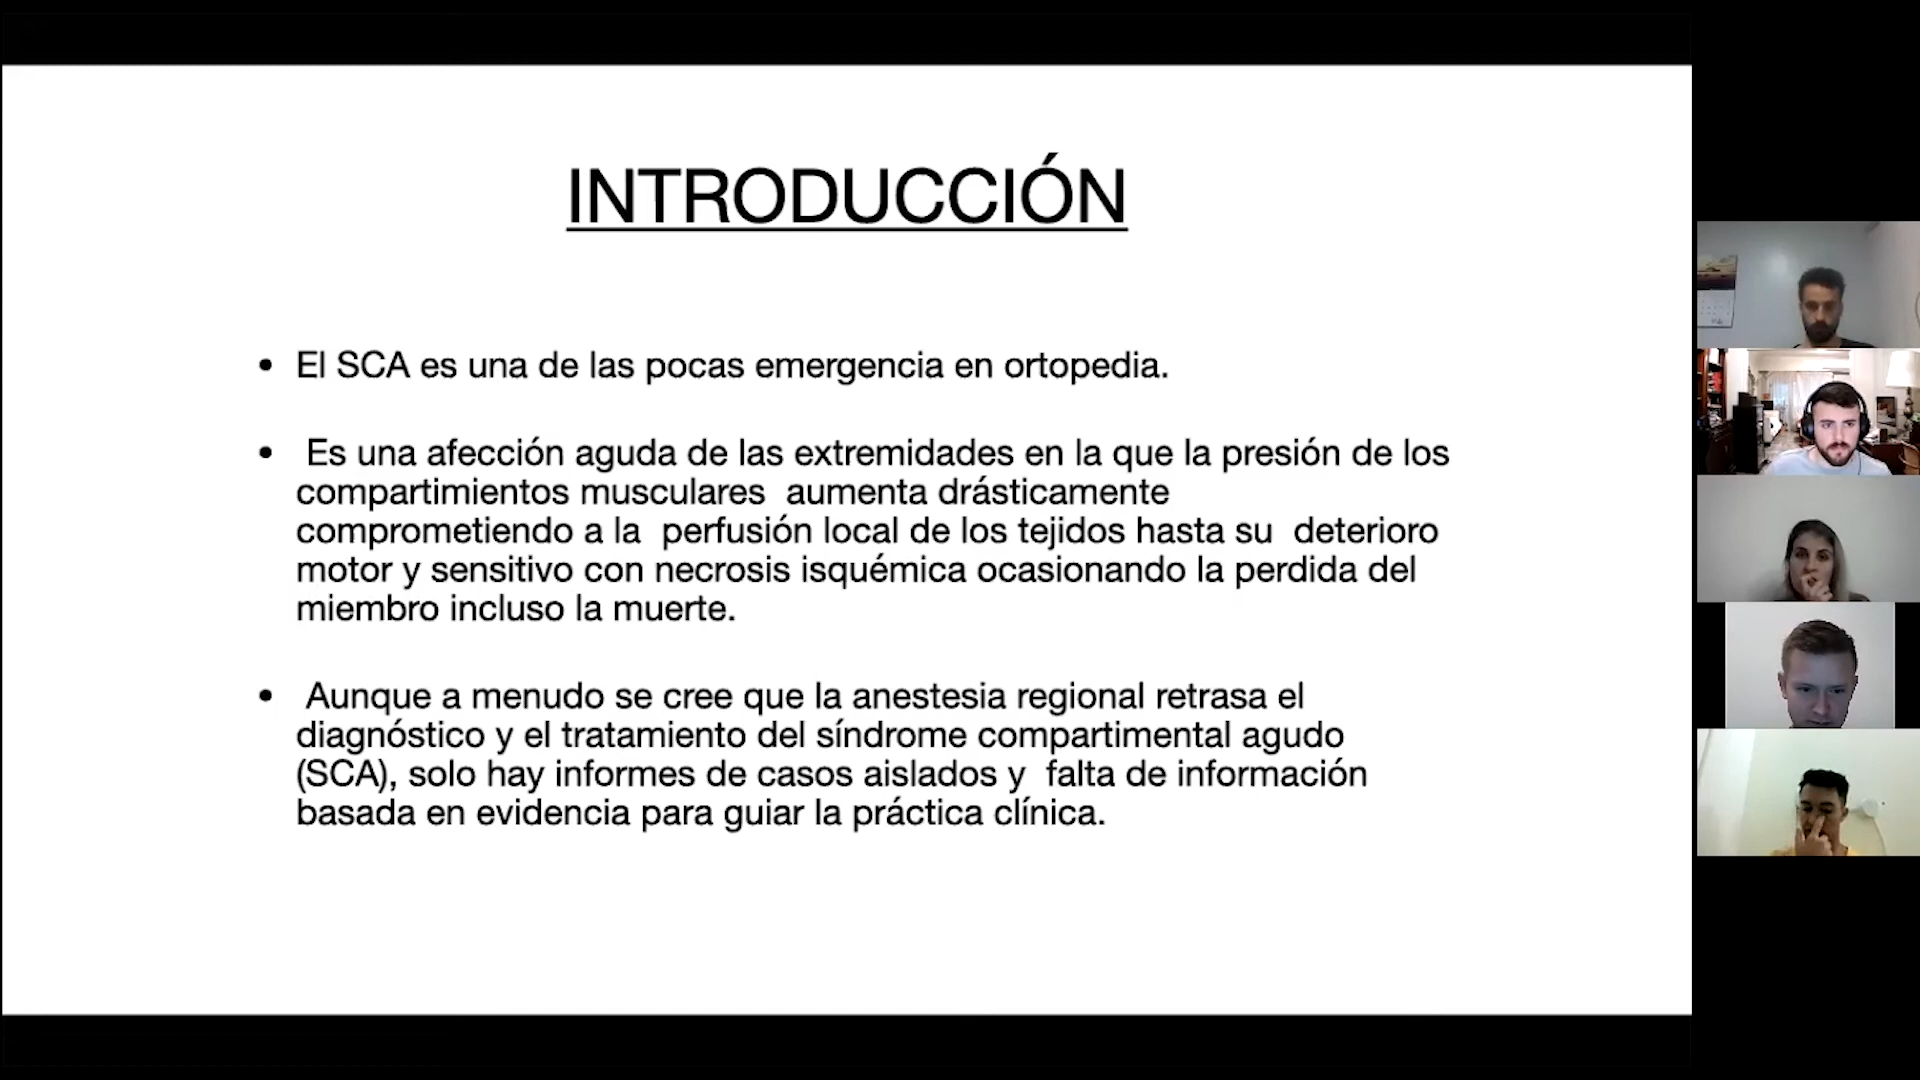 INTRODUCCIÓN
• El SCA es una de las pocas emergencia en ortopedia.
• Es una afección aguda de las extremidades en la que la presión de los
compartimientos musculares aumenta drásticamente
comprometiendo a la perfusión local de los tejidos hasta su deterioro
motor y sensitivo con necrosis isquémica ocasionando la perdida del
miembro incluso la muerte.
• Aunque a menudo se cree que la anestesia regional retrasa el
diagnóstico y el tratamiento del síndrome compartimental agudo
(SCA), solo hay informes de casos aislados y falta de información
basada en evidencia para guiar la práctica clínica.